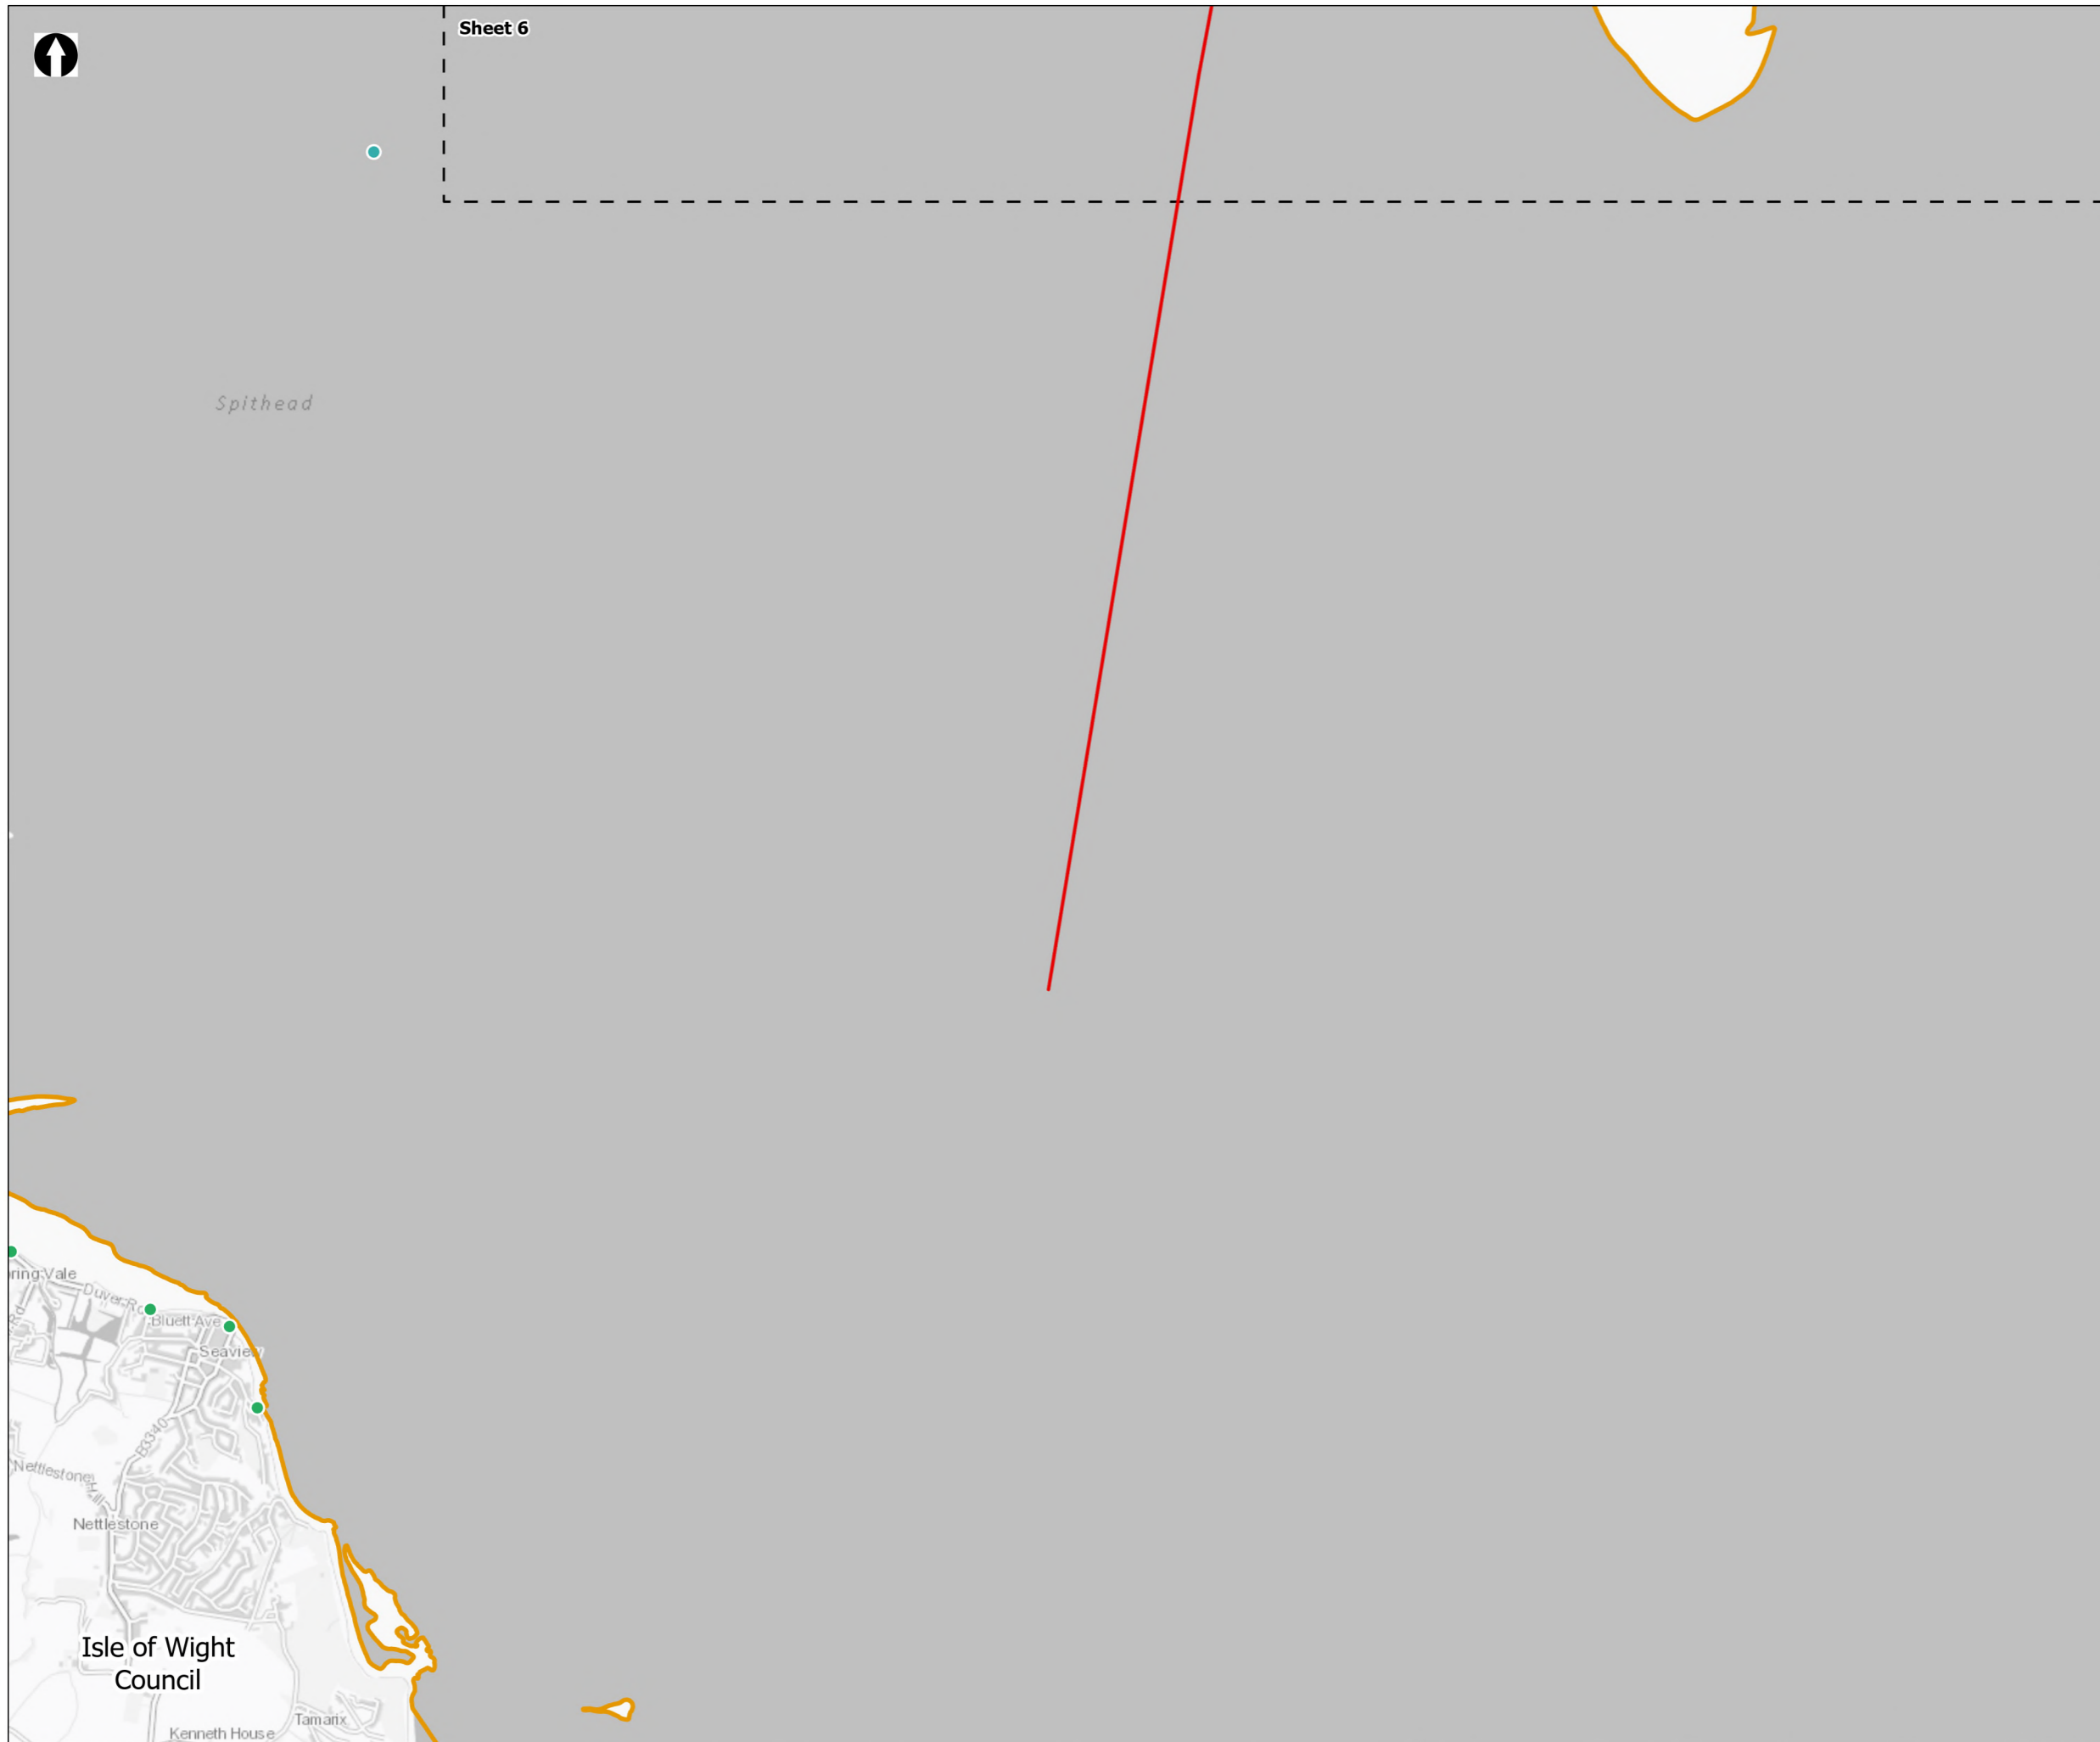 Sheet 6
Spithead
ring Vale
Duver Ro
Bluett Ave
Seaview
Rd
B3340
Nettlestone Hill
Nettlestone
Isle of Wight
Council
Tamarix
Kenneth House